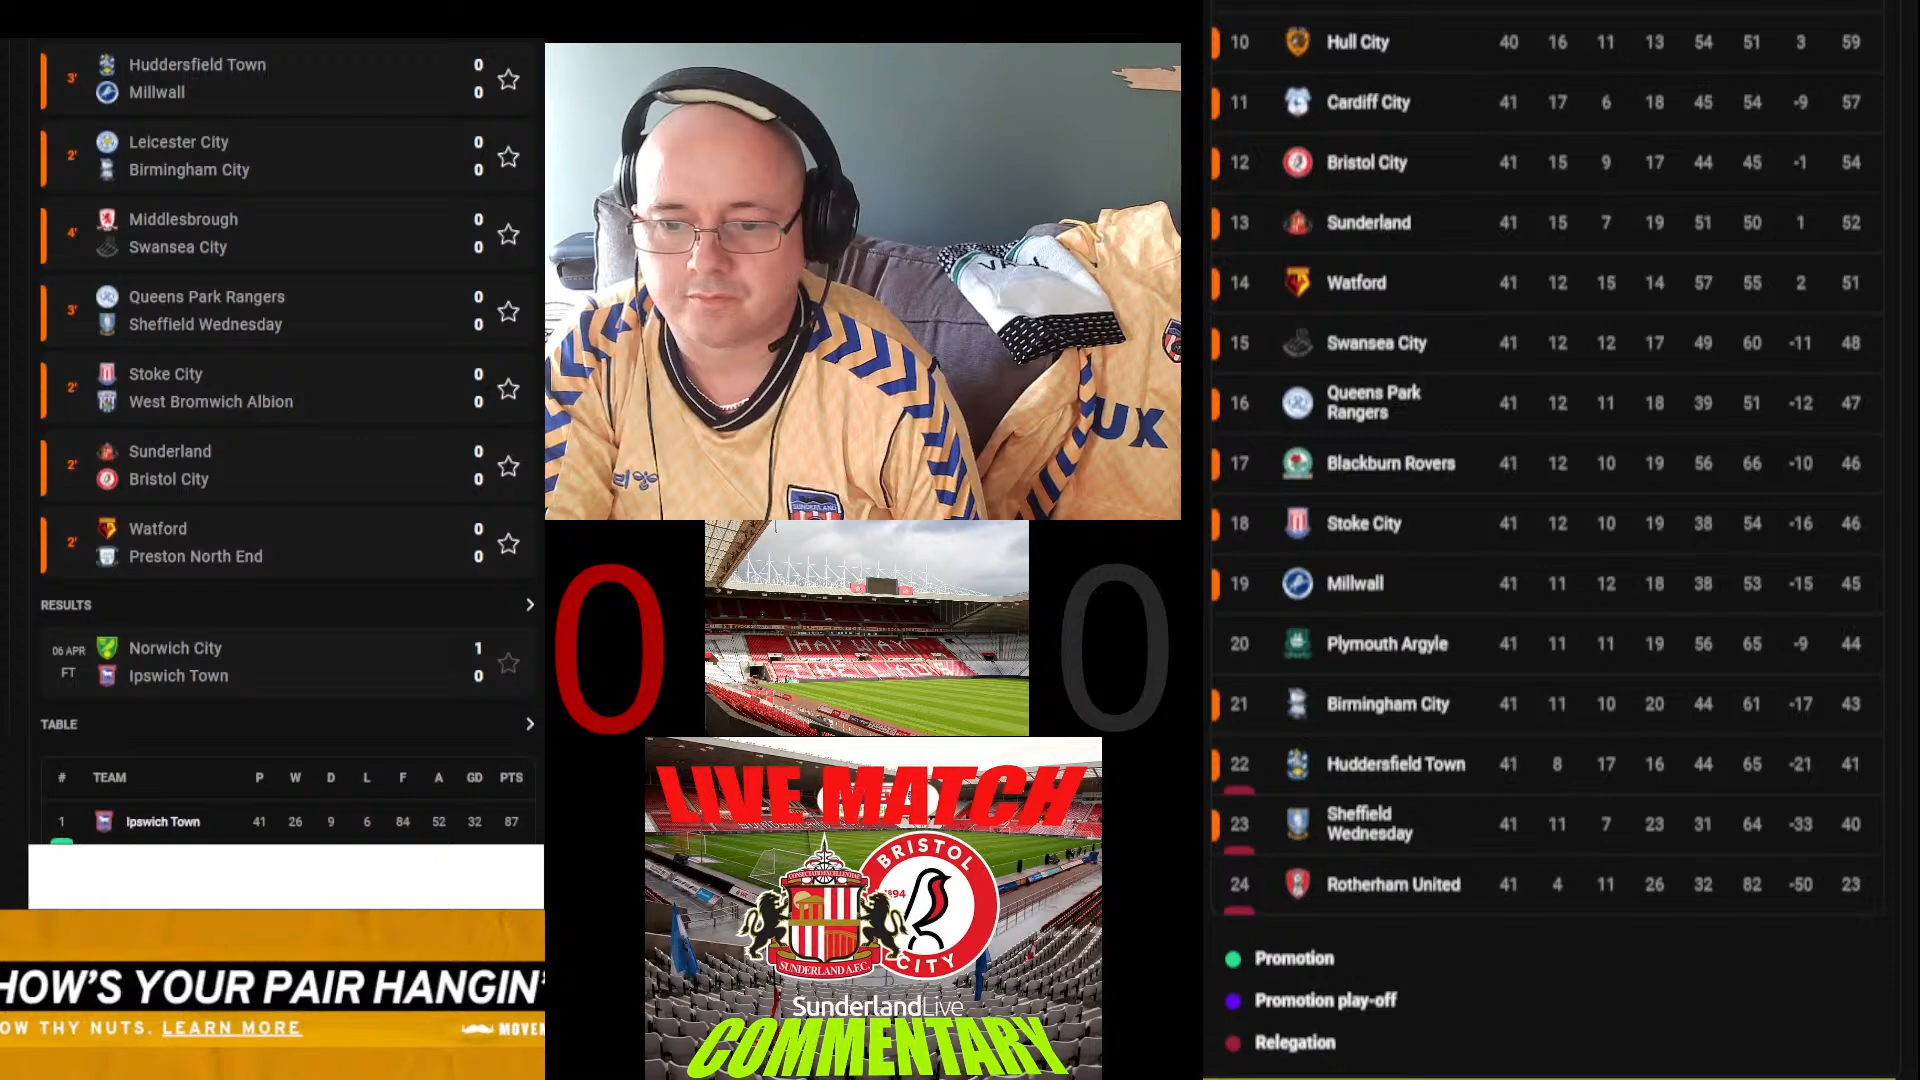 3'
Huddersfield Town 0
Millwall 0
2'
Leicester City 0
Birmingham City 0
4'
Middlesbrough 0
Swansea City 0
3'
Queens Park Rangers 0
Sheffield Wednesday 0
2'
Stoke City 0
West Bromwich Albion 0
2'
Sunderland 0
Bristol City 0
2'
Watford 0
Preston North End 0
RESULTS
06 APR
FT
Norwich City 1
Ipswich Town 0
TABLE
# TEAM P W D L F A GD PTS
1 Ipswich Town 41 26 9 6 84 52 32 87
HOW'S YOUR PAIR HANGIN'
OW THY NUTS. LEARN MORE
MOVEN
UX
SUNDERLAND
0
0
HA'WAY
THE LADS
LIVE MATCH
CONSECTATIO EXCELLENTIAE
SUNDERLAND A.F.C.
BRISTOL
1894
CITY
SunderlandLive
COMMENTARY
10 Hull City 40 16 11 13 54 51 3 59
11 Cardiff City 41 17 6 18 45 54 -9 57
12 Bristol City 41 15 9 17 44 45 -1 54
13 Sunderland 41 15 7 19 51 50 1 52
14 Watford 41 12 15 14 57 55 2 51
15 Swansea City 41 12 12 17 49 60 -11 48
16 Queens Park Rangers 41 12 11 18 39 51 -12 47
17 Blackburn Rovers 41 12 10 19 56 66 -10 46
18 Stoke City 41 12 10 19 38 54 -16 46
19 Millwall 41 11 12 18 38 53 -15 45
20 Plymouth Argyle 41 11 11 19 56 65 -9 44
21 Birmingham City 41 11 10 20 44 61 -17 43
22 Huddersfield Town 41 8 17 16 44 65 -21 41
23 Sheffield Wednesday 41 11 7 23 31 64 -33 40
24 Rotherham United 41 4 11 26 32 82 -50 23
Promotion
Promotion play-off
Relegation